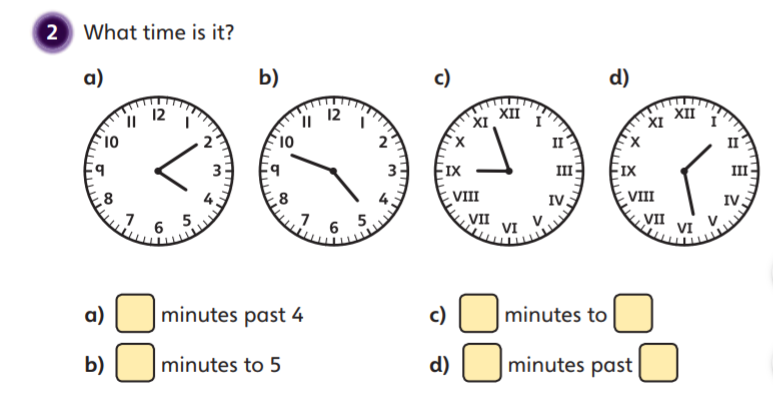 2 What time is it?
a) b) c) d)
12 1 2 3 4 5 6 7 8 9 10 11
12 1 2 3 4 5 6 7 8 9 10 11
XII I II III IV V VI VII VIII IX X XI
XII I II III IV V VI VII VIII IX X XI
a) minutes past 4
b) minutes to 5
c) minutes to
d) minutes past